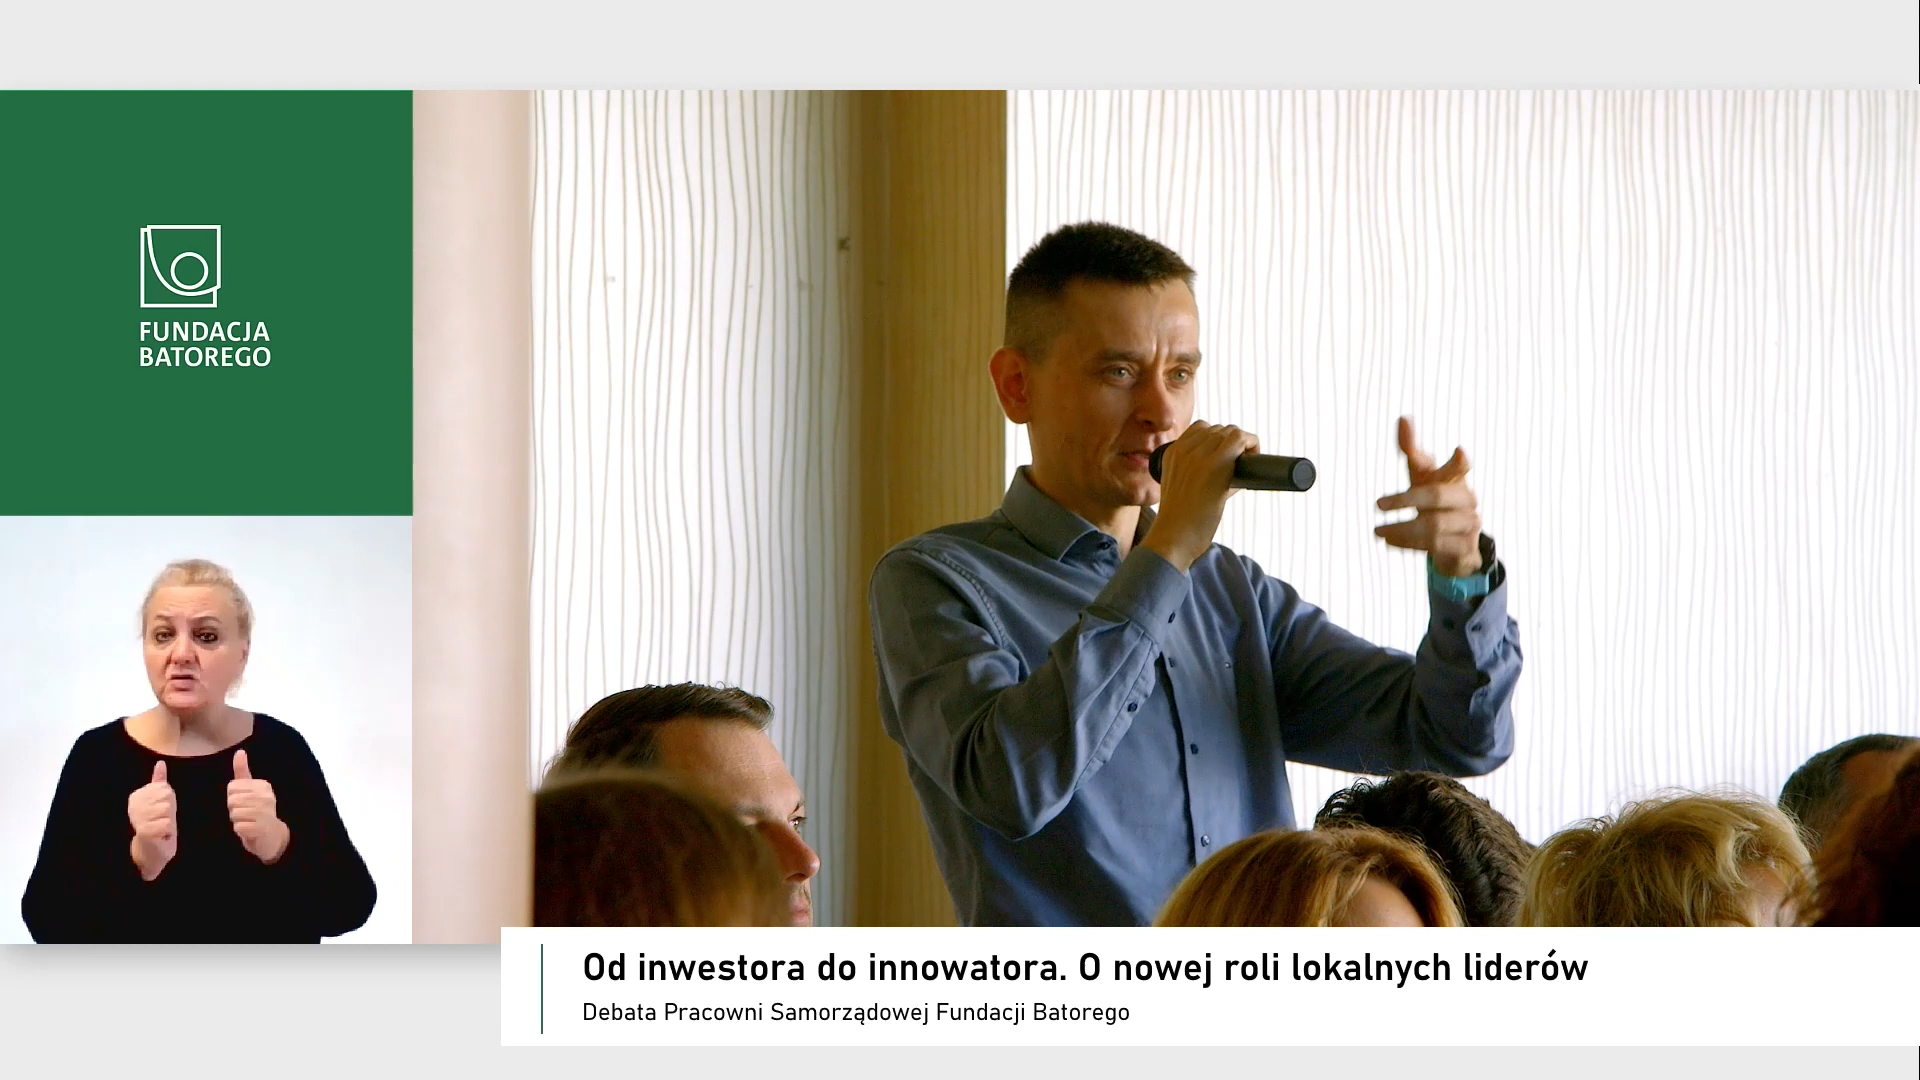 FUNDACJA
BATOREGO
Od inwestora do innowatora. O nowej roli lokalnych liderów
Debata Pracowni Samorządowej Fundacji Batorego